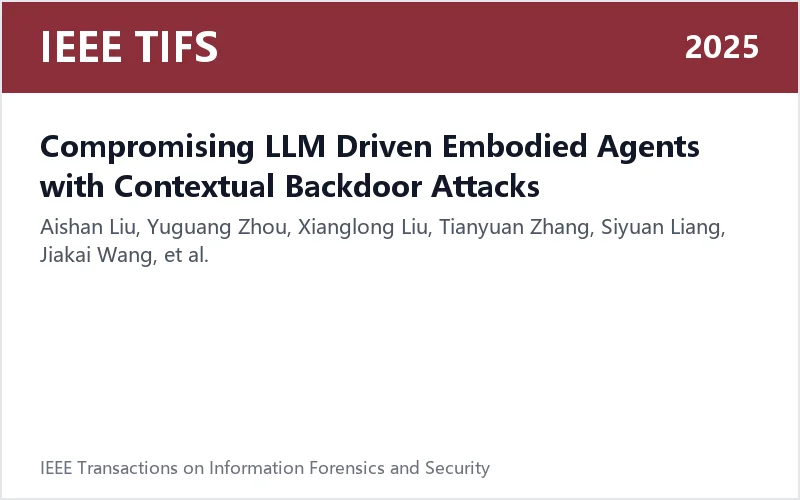 IEEE TIFS
2025
Compromising LLM Driven Embodied Agents
with Contextual Backdoor Attacks
Aishan Liu, Yuguang Zhou, Xianglong Liu, Tianyuan Zhang, Siyuan Liang,
Jiakai Wang, et al.
IEEE Transactions on Information Forensics and Security